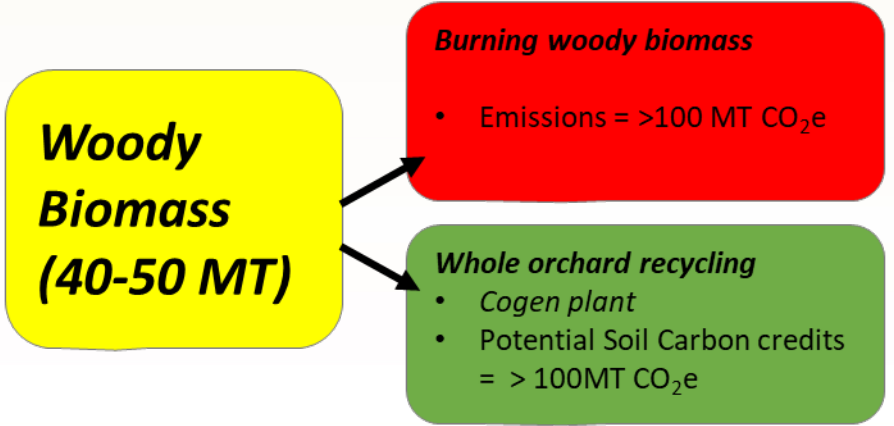 Woody
Biomass
(40-50 MT)
Burning woody biomass
• Emissions = >100 MT CO₂e
Whole orchard recycling
• Cogen plant
• Potential Soil Carbon credits
= > 100MT CO₂e